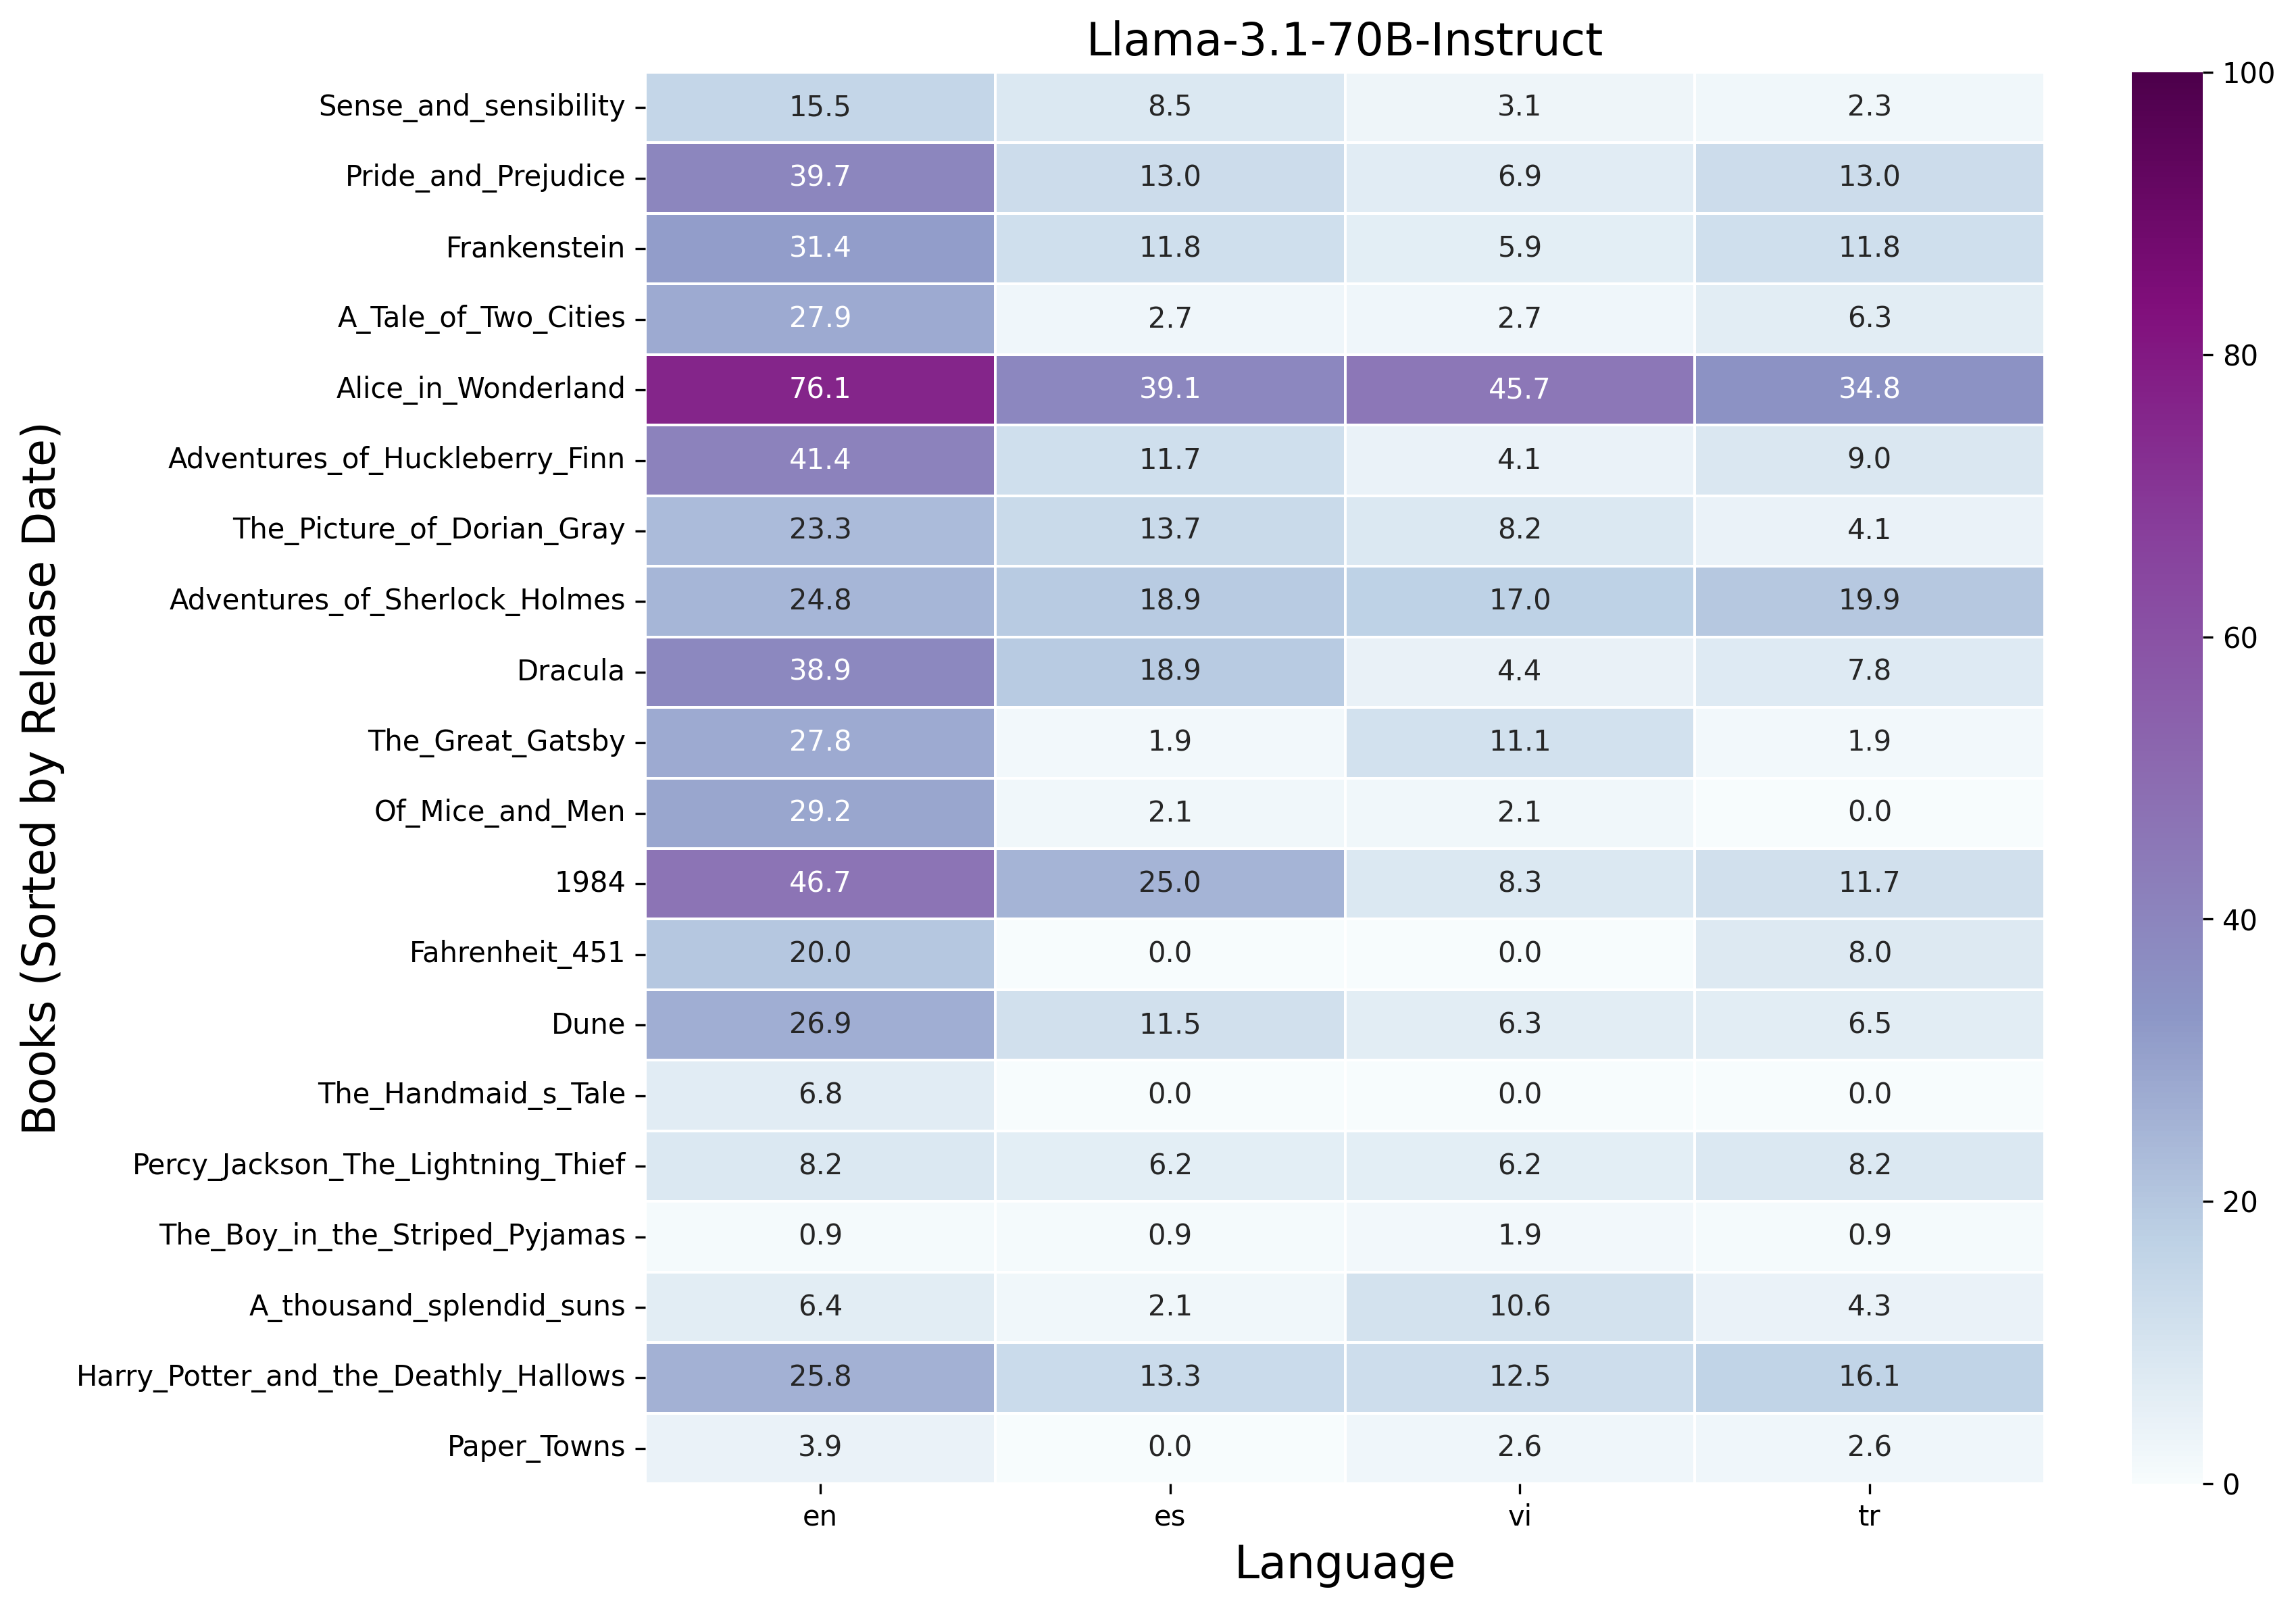 Llama-3.1-70B-Instruct
Books (Sorted by Release Date)
Sense_and_sensibility 15.5 8.5 3.1 2.3
Pride_and_Prejudice 39.7 13.0 6.9 13.0
Frankenstein 31.4 11.8 5.9 11.8
A_Tale_of_Two_Cities 27.9 2.7 2.7 6.3
Alice_in_Wonderland 76.1 39.1 45.7 34.8
Adventures_of_Huckleberry_Finn 41.4 11.7 4.1 9.0
The_Picture_of_Dorian_Gray 23.3 13.7 8.2 4.1
Adventures_of_Sherlock_Holmes 24.8 18.9 17.0 19.9
Dracula 38.9 18.9 4.4 7.8
The_Great_Gatsby 27.8 1.9 11.1 1.9
Of_Mice_and_Men 29.2 2.1 2.1 0.0
1984 46.7 25.0 8.3 11.7
Fahrenheit_451 20.0 0.0 0.0 8.0
Dune 26.9 11.5 6.3 6.5
The_Handmaid_s_Tale 6.8 0.0 0.0 0.0
Percy_Jackson_The_Lightning_Thief 8.2 6.2 6.2 8.2
The_Boy_in_the_Striped_Pyjamas 0.9 0.9 1.9 0.9
A_thousand_splendid_suns 6.4 2.1 10.6 4.3
Harry_Potter_and_the_Deathly_Hallows 25.8 13.3 12.5 16.1
Paper_Towns 3.9 0.0 2.6 2.6
en es vi tr
Language
100
80
60
40
20
0